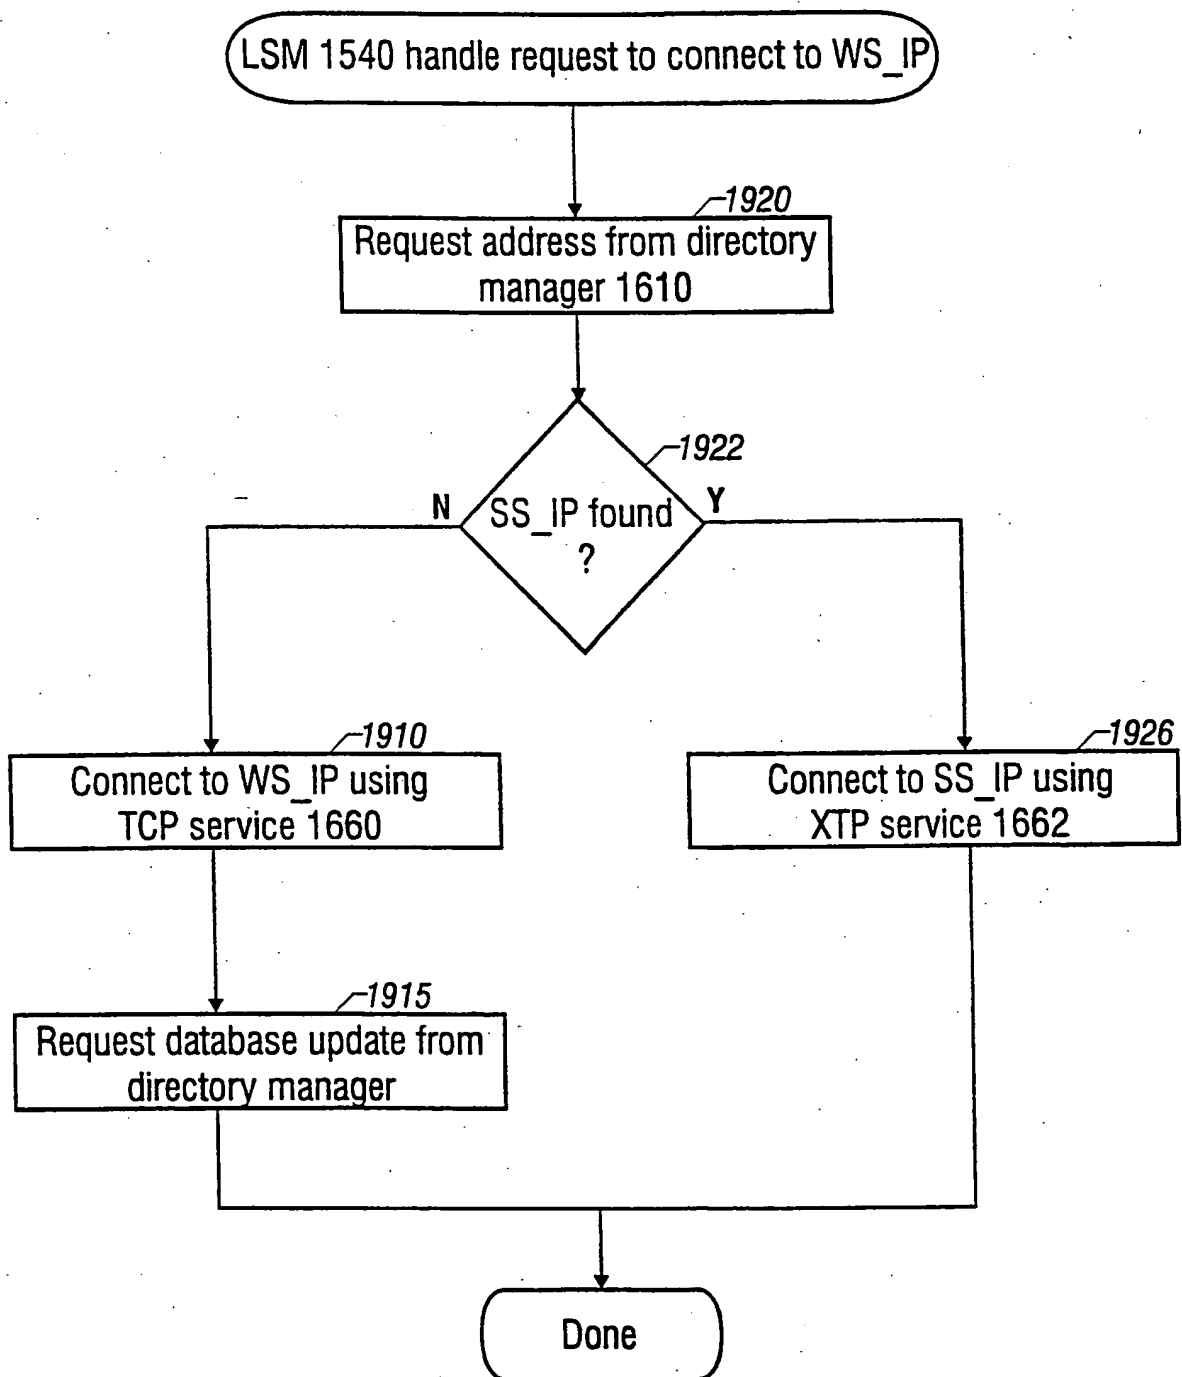 LSM 1540 handle request to connect to WS_IP
1920
Request address from directory
manager 1610
1922
N
SS_IP found
?
Y
1910
Connect to WS_IP using
TCP service 1660
1926
Connect to SS_IP using
XTP service 1662
1915
Request database update from
directory manager
Done